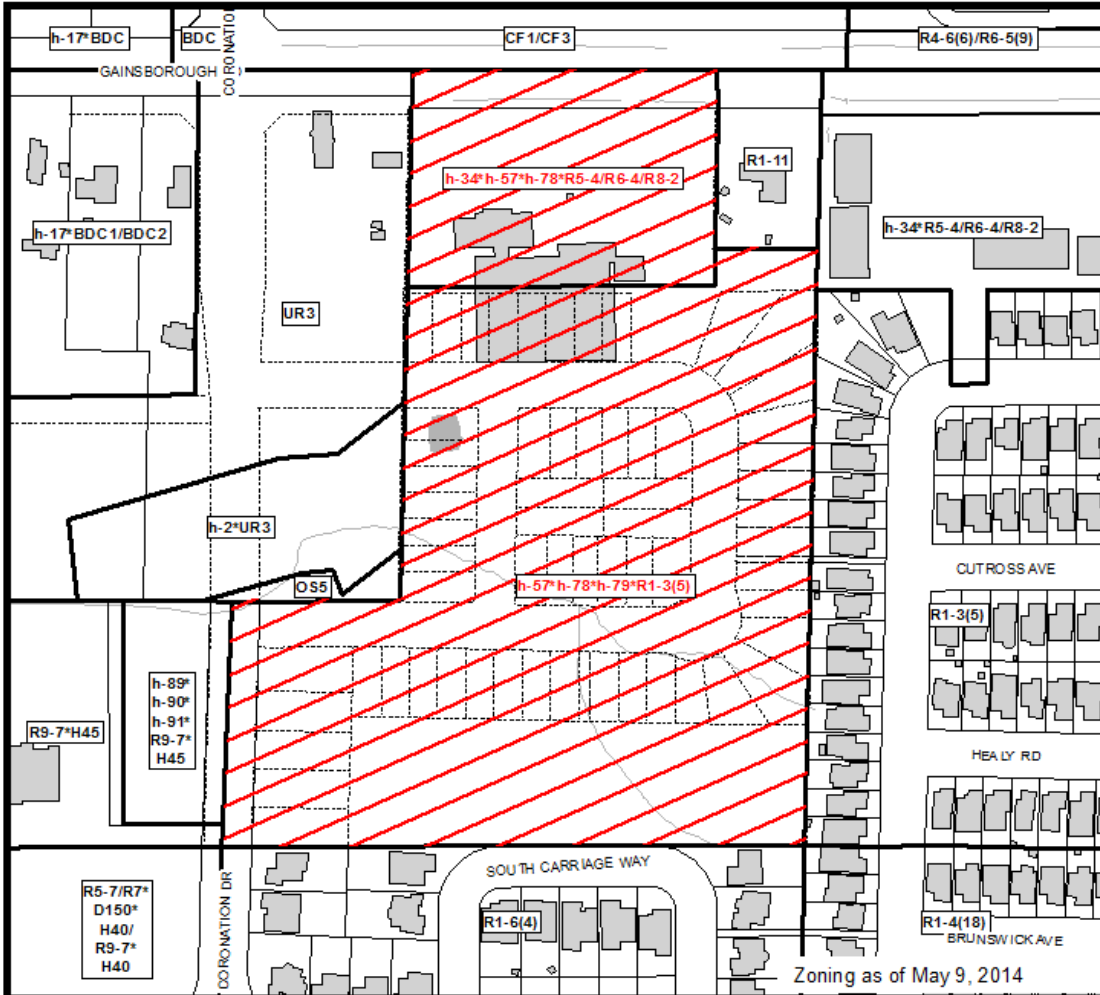 h-17*BDC
BDC
CORONATIO
CF1/CF3
R4-6(6)/R6-5(9)
GAINSBOROUGH
h-34*h-57*h-78*R5-4/R6-4/R8-2
R1-11
h-17*BDC1/BDC2
h-34*R5-4/R6-4/R8-2
UR3
h-2*UR3
OS5
h-57*h-78*h-79*R1-3(5)
CUTROSS AVE
R1-3(5)
h-89*
h-90*
h-91*
R9-7*
H45
R9-7*H45
HEALY RD
SOUTH CARRIAGE WAY
R5-7/R7*
D150*
H40/
R9-7*
H40
CORONATION DR
R1-6(4)
R1-4(18)
BRUNSWICK AVE
Zoning as of May 9, 2014